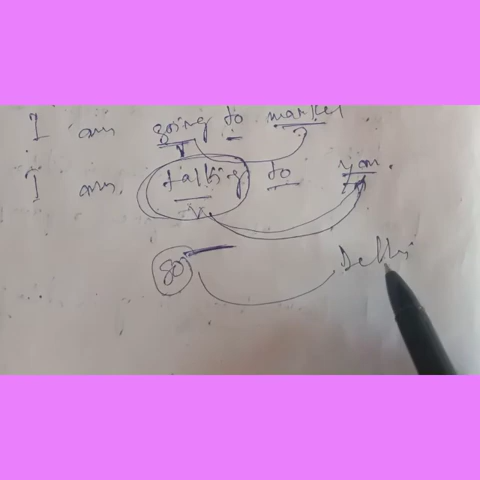 I am going to market
V
I am talking to you.
V
go Delhi